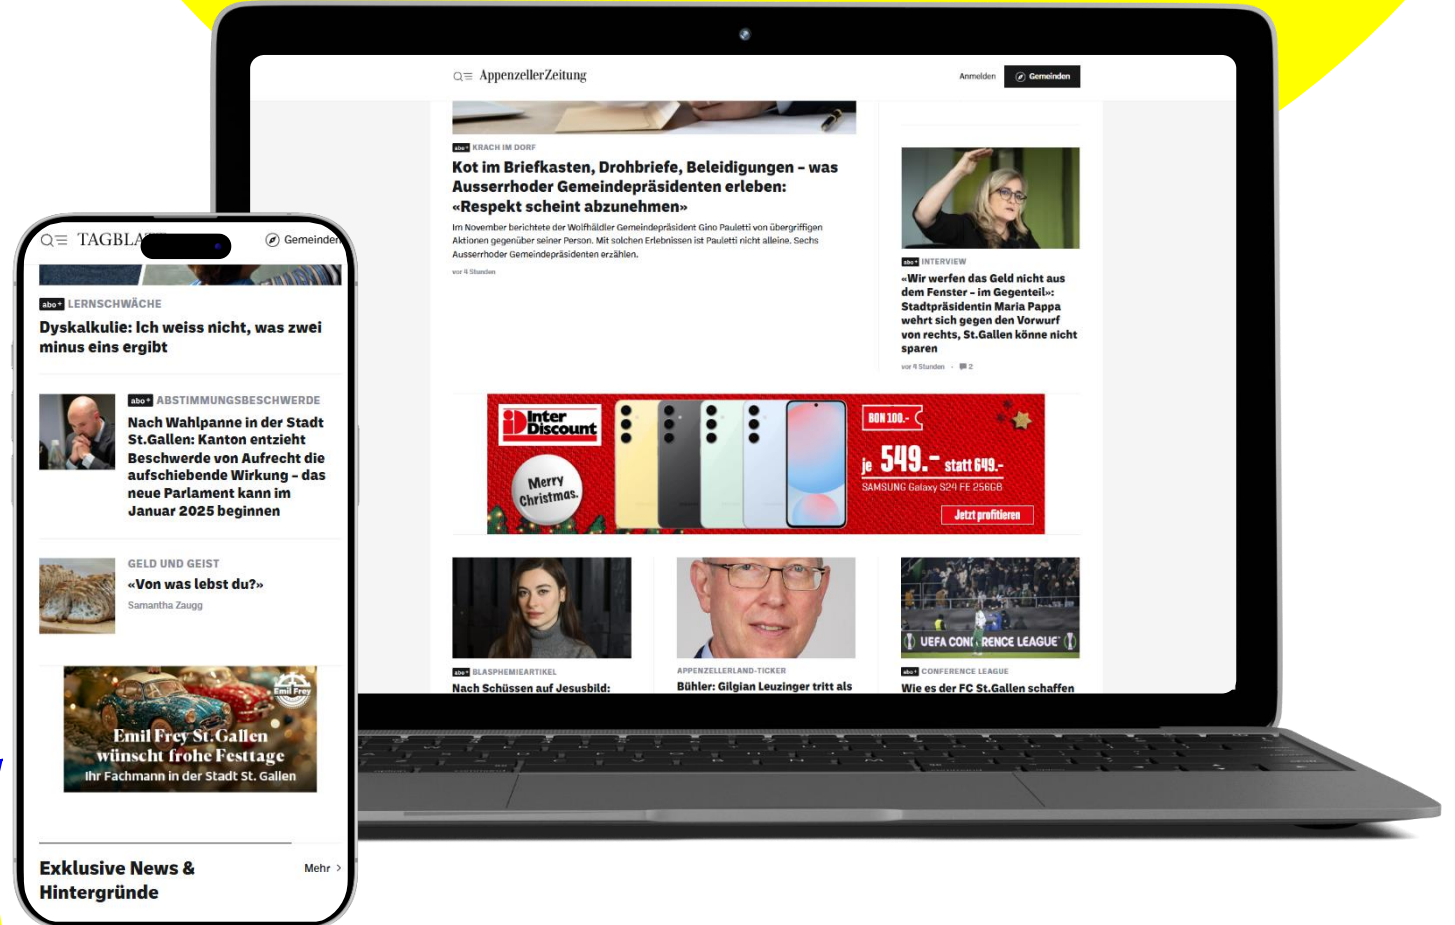 AppenzellerZeitung
Anmelden
Gemeinden
abo+ KRACH IM DORF
Kot im Briefkasten, Drohbriefe, Beleidigungen – was
Ausserrhoder Gemeindepräsidenten erleben:
«Respekt scheint abzunehmen»
Im November berichtete der Wolfhäldler Gemeindepräsident Gino Pauletti von übergriffigen
Aktionen gegenüber seiner Person. Mit solchen Erlebnissen ist Pauletti nicht alleine. Sechs
Ausserrhoder Gemeindepräsidenten erzählen.
vor 4 Stunden
abo+ INTERVIEW
«Wir werfen das Geld nicht aus
dem Fenster – im Gegenteil»:
Stadtpräsidentin Maria Pappa
wehrt sich gegen den Vorwurf
von rechts, St.Gallen könne nicht
sparen
vor 4 Stunden
2
iD Inter
Discount
Merry
Christmas.
BON 100.-
je 549.- statt 649.-
SAMSUNG Galaxy S24 FE 256GB
Jetzt profitieren
UEFA CONFERENCE LEAGUE
abo+ BLASPHEMIEARTIKEL
Nach Schüssen auf Jesusbild:
APPENZELLERLAND-TICKER
Bühler: Gilgian Leuzinger tritt als
abo+ CONFERENCE LEAGUE
Wie es der FC St.Gallen schaffen
TAGBLA
Gemeinden
abo+ LERNSCHWÄCHE
Dyskalkulie: Ich weiss nicht, was zwei
minus eins ergibt
abo+ ABSTIMMUNGSBESCHWERDE
Nach Wahlpanne in der Stadt
St.Gallen: Kanton entzieht
Beschwerde von Aufrecht die
aufschiebende Wirkung – das
neue Parlament kann im
Januar 2025 beginnen
GELD UND GEIST
«Von was lebst du?»
Samantha Zaugg
Emil Frey
Emil Frey St.Gallen
wünscht frohe Festtage
Ihr Fachmann in der Stadt St. Gallen
Exklusive News &
Hintergründe
Mehr